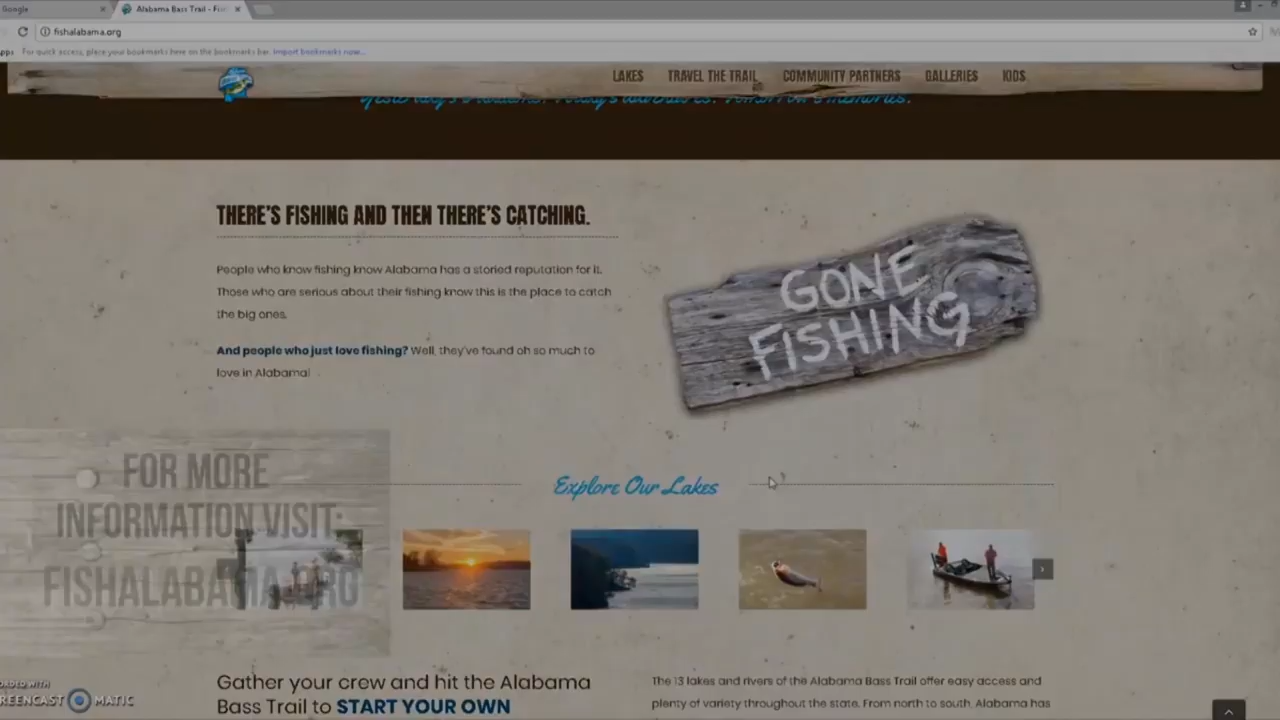 Google
Alabama Bass Trail - Fis
fishalabama.org
For quick access, place your bookmarks here on the bookmarks bar. Import bookmarks now...
LAKES TRAVEL THE TRAIL COMMUNITY PARTNERS GALLERIES KIDS
THERE'S FISHING AND THEN THERE'S CATCHING.
People who know fishing know Alabama has a storied reputation for it.
Those who are serious about their fishing know this is the place to catch
the big ones.
And people who just love fishing? Well, they've found oh so much to
love in Alabama!
GONE
FISHING
Explore Our Lakes
FOR MORE
INFORMATION VISIT:
FISHALABAMA.ORG
Gather your crew and hit the Alabama
Bass Trail to START YOUR OWN
The 13 lakes and rivers of the Alabama Bass Trail offer easy access and
plenty of variety throughout the state. From north to south, Alabama has
WITH
MATIC